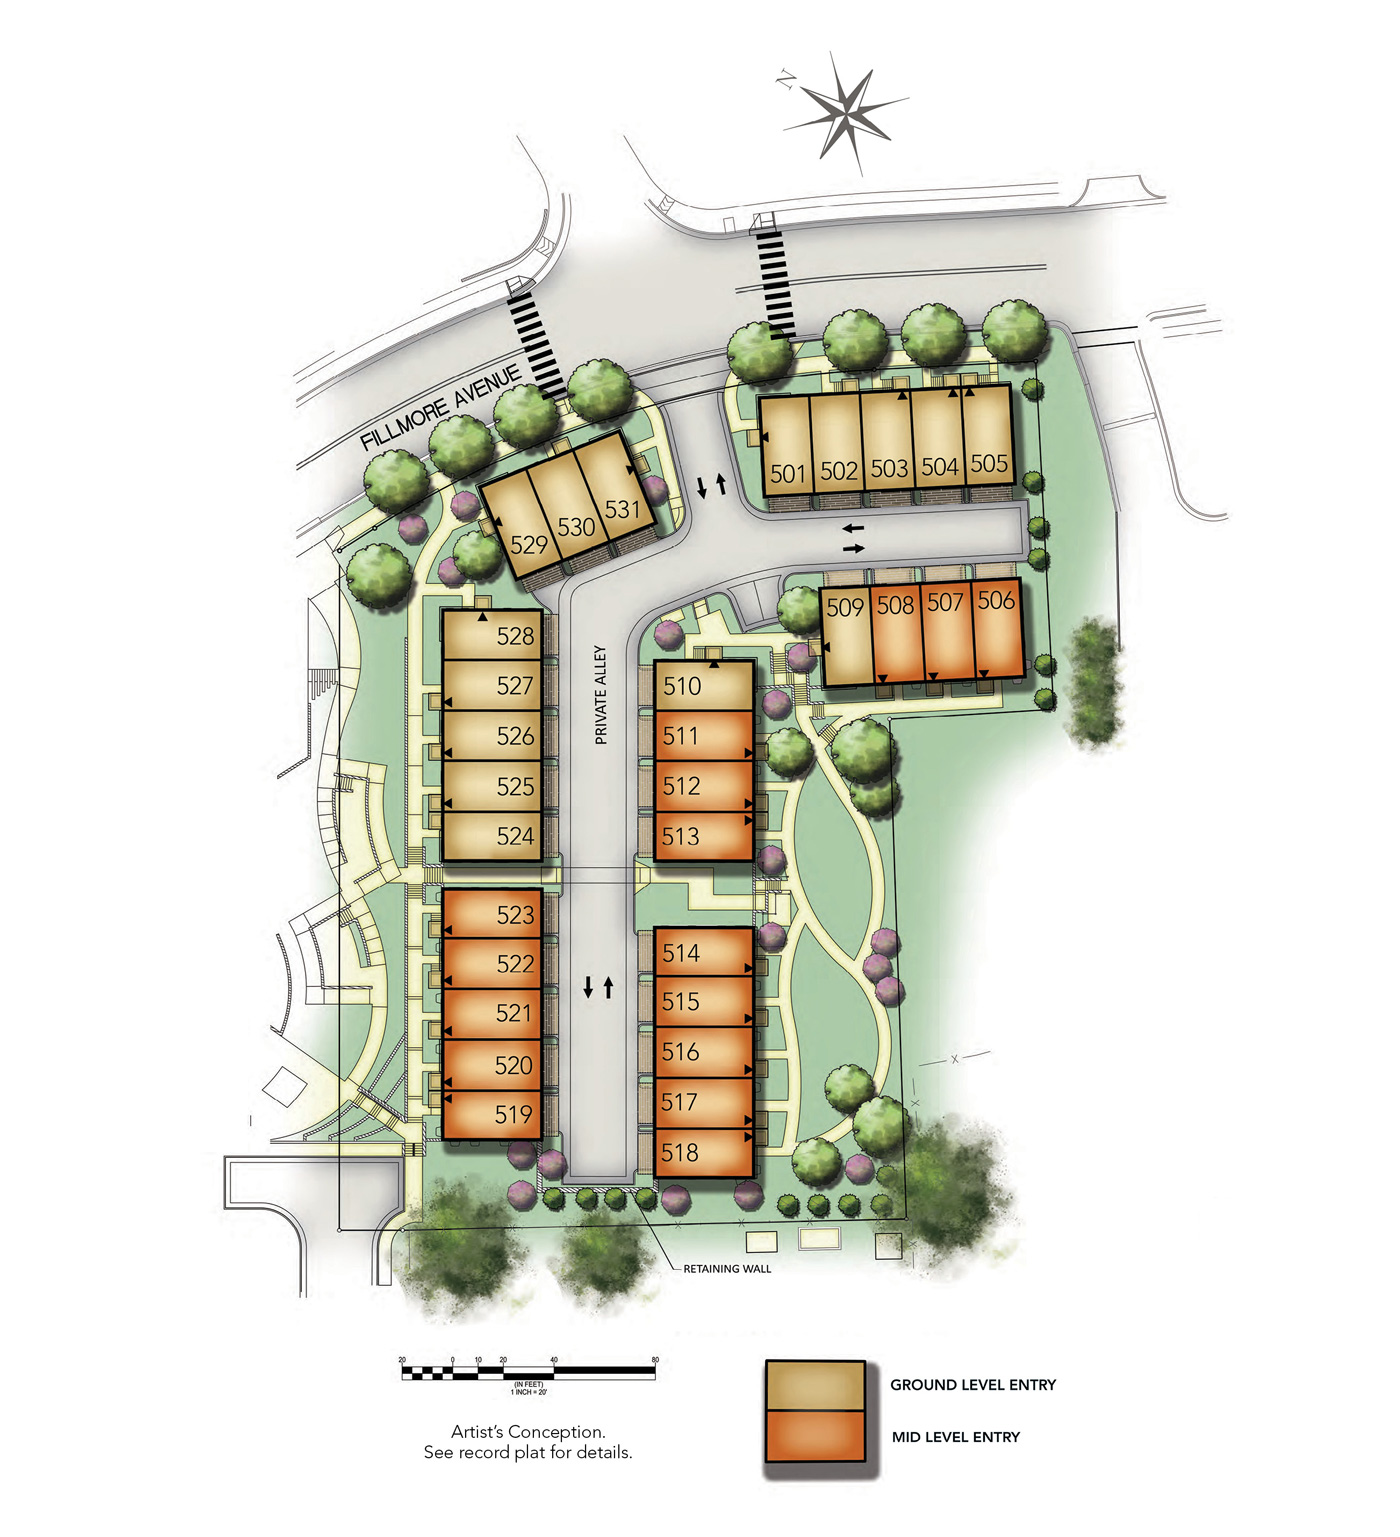 N
FILLMORE AVENUE
501 502 503 504 505
529 530 531
509 508 507 506
528
527
526
525
524
PRIVATE ALLEY
510
511
512
513
523
522
521
520
519
514
515
516
517
518
X
X
X
X
X
RETAINING WALL
20 0 10 20 40 80
(IN FEET)
1 INCH = 20'
Artist's Conception.
See record plat for details.
GROUND LEVEL ENTRY
MID LEVEL ENTRY